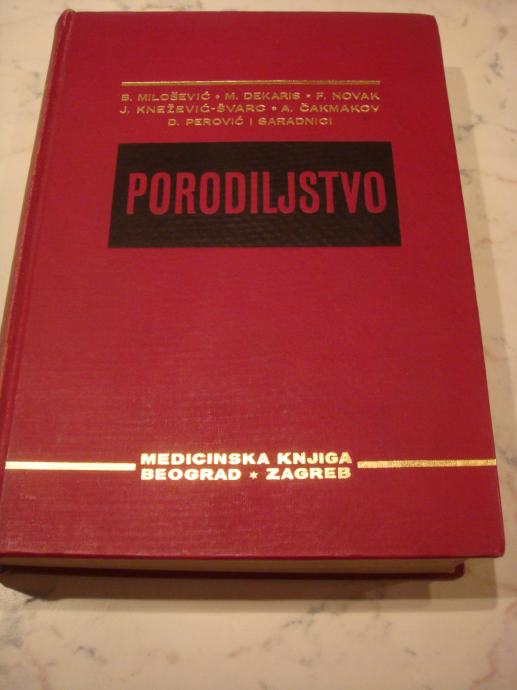 B. MILOŠEVIĆ • M. DEKARIS • F. NOVAK
J. KNEŽEVIĆ-ŠVARC • A. ČAKMAKOV
D. PEROVIĆ I SARADNICI
PORODILJSTVO
MEDICINSKA KNJIGA
BEOGRAD * ZAGREB